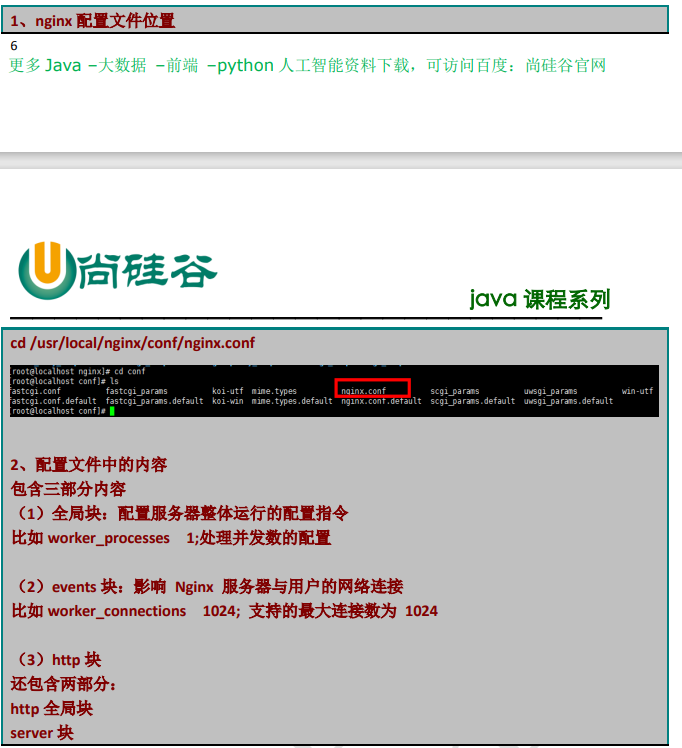 1、nginx 配置文件位置
6
更多 Java –大数据 –前端 –python 人工智能资料下载，可访问百度：尚硅谷官网
尚硅谷
java 课程系列
cd /usr/local/nginx/conf/nginx.conf
[root@localhost nginx]# cd conf
[root@localhost conf]# ls
fastcgi.conf fastcgi_params koi-utf mime.types nginx.conf scgi_params uwsgi_params win-utf
fastcgi.conf.default fastcgi_params.default koi-win mime.types.default nginx.conf.default scgi_params.default uwsgi_params.default
[root@localhost conf]#
2、配置文件中的内容
包含三部分内容
（1）全局块：配置服务器整体运行的配置指令
比如 worker_processes 1;处理并发数的配置
（2）events 块：影响 Nginx 服务器与用户的网络连接
比如 worker_connections 1024; 支持的最大连接数为 1024
（3）http 块
还包含两部分：
http 全局块
server 块